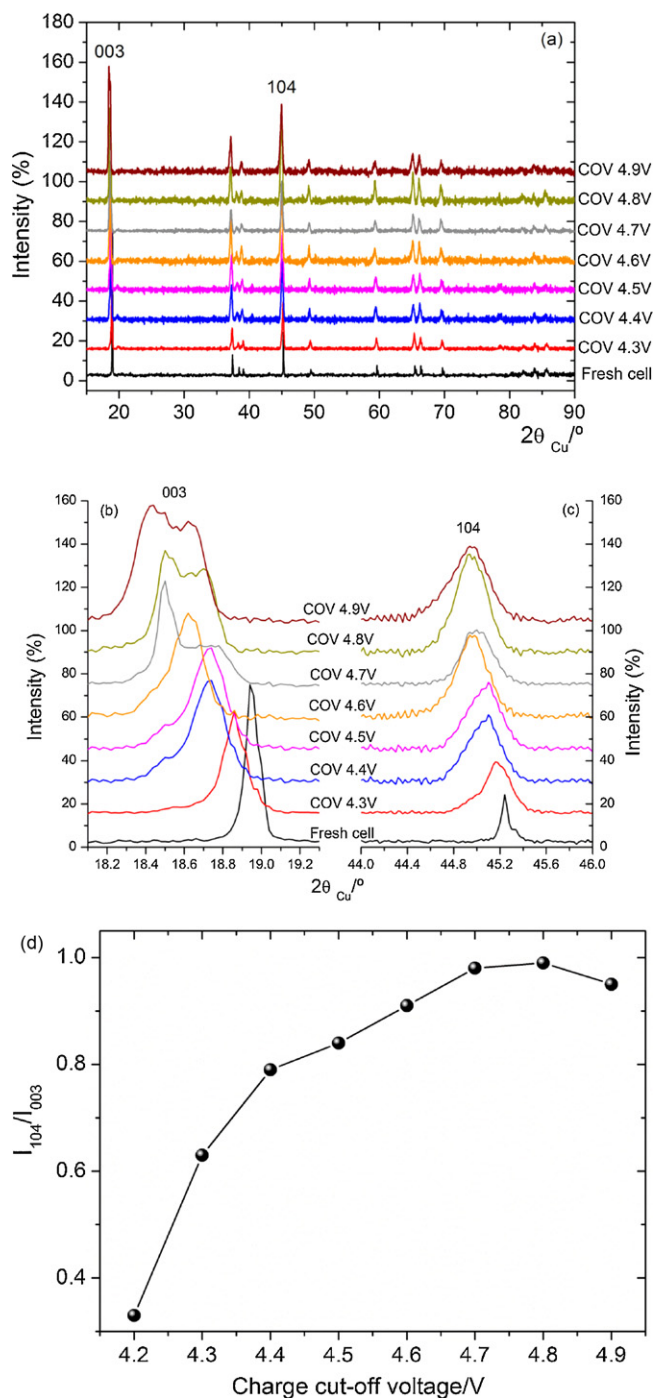 (a)
003
104
180
160
140
120
100
80
60
40
20
0
Intensity (%)
COV 4.9V
COV 4.8V
COV 4.7V
COV 4.6V
COV 4.5V
COV 4.4V
COV 4.3V
Fresh cell
20 30 40 50 60 70 80 90
2θ Cu/º
(b) 003
104 (c)
160 160
140 140
120 120
100 100
80 80
60 60
40 40
20 20
0 0
Intensity (%)
Intensity (%)
COV 4.9V
COV 4.8V
COV 4.7V
COV 4.6V
COV 4.5V
COV 4.4V
COV 4.3V
Fresh cell
18.2 18.4 18.6 18.8 19.0 19.2 44.0 44.4 44.8 45.2 45.6 46.0
2θ Cu/º
(d)
1.0
0.8
0.6
0.4
I104/I003
4.2 4.3 4.4 4.5 4.6 4.7 4.8 4.9
Charge cut-off voltage/V